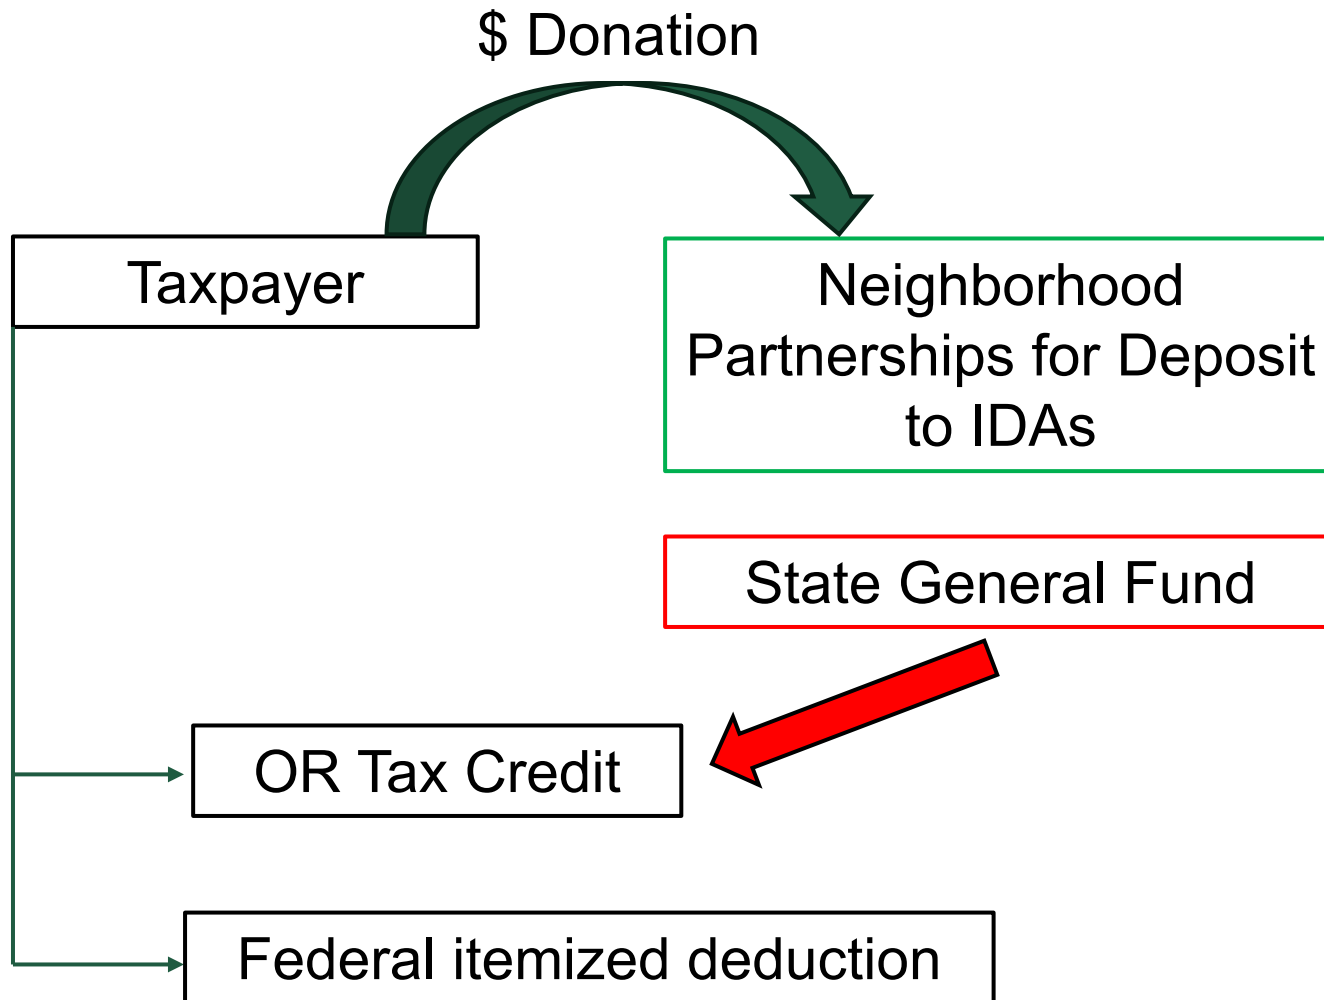 $ Donation
Taxpayer
Neighborhood
Partnerships for Deposit
to IDAs
State General Fund
OR Tax Credit
Federal itemized deduction